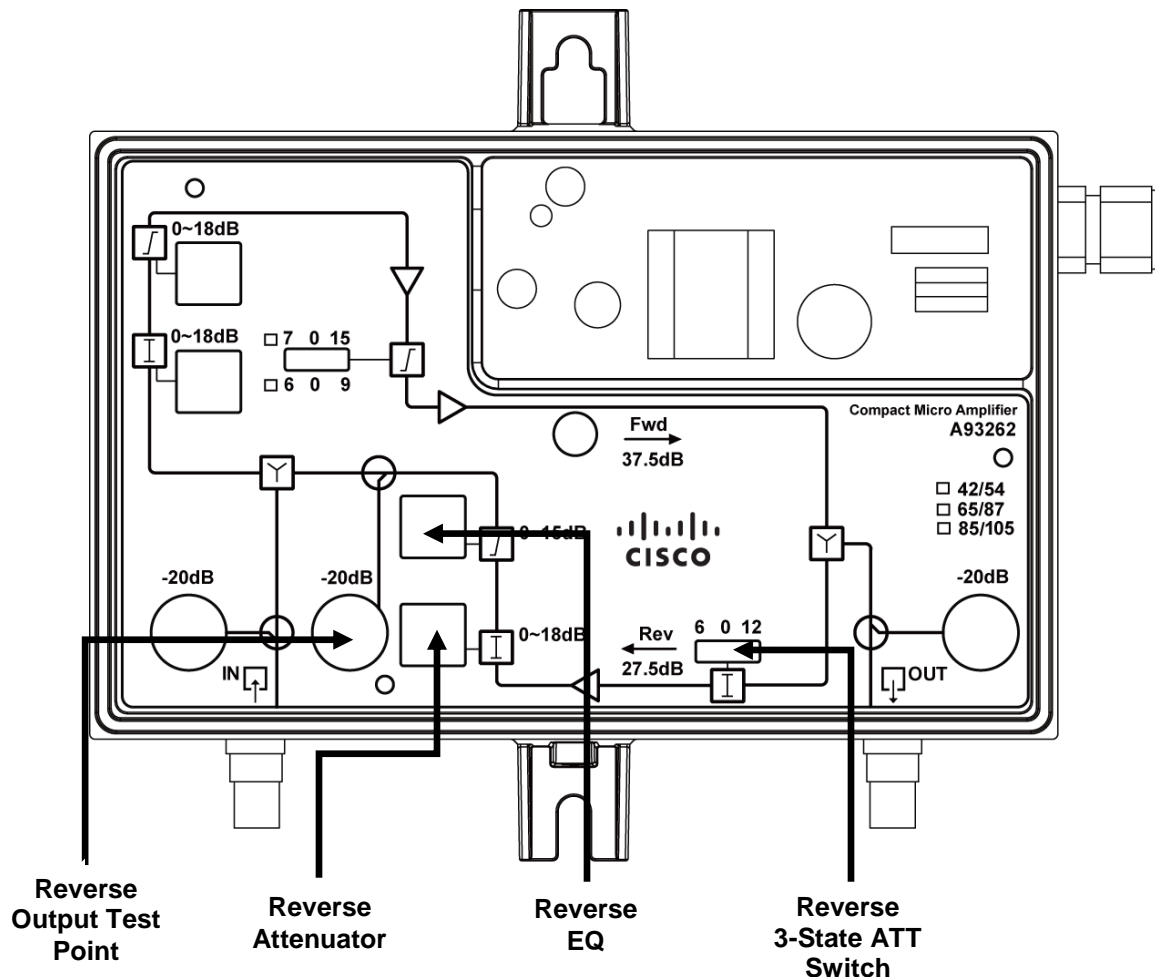 0~18dB
0~18dB
7 0 15
6 0 9
Compact Micro Amplifier
A93262
Fwd
37.5dB
42/54
65/87
85/105
CISCO
0~15dB
-20dB
-20dB
-20dB
6 0 12
0~18dB
Rev
27.5dB
IN
OUT
Reverse
Output Test
Point
Reverse
Attenuator
Reverse
EQ
Reverse
3-State ATT
Switch